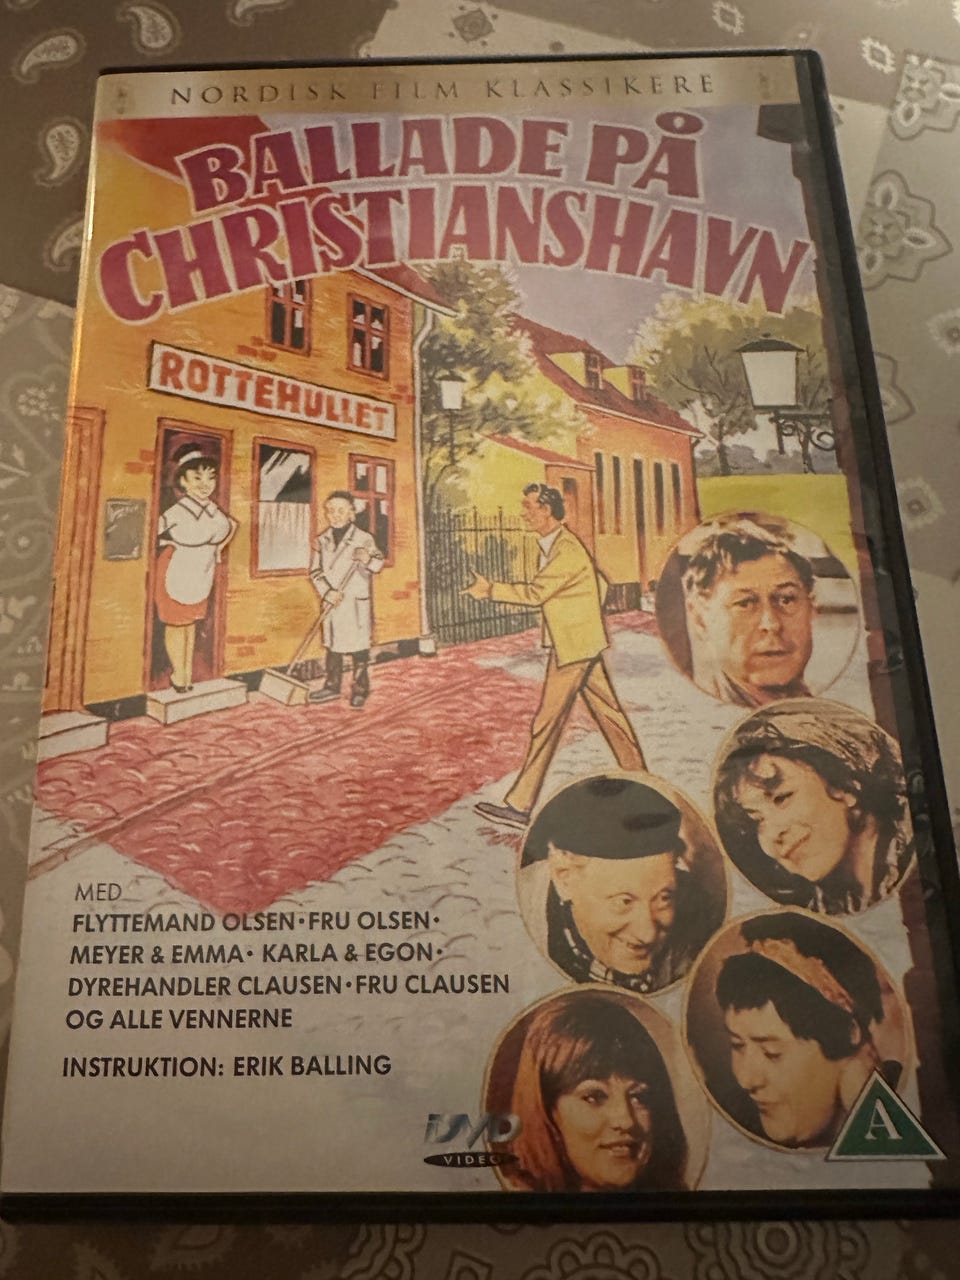 NORDISK FILM KLASSIKERE
BALLADE PÅ
CHRISTIANSHAVN
ROTTEHULLET
MED
FLYTTEMAND OLSEN • FRU OLSEN •
MEYER & EMMA • KARLA & EGON •
DYREHANDLER CLAUSEN • FRU CLAUSEN
OG ALLE VENNERNE
INSTRUKTION: ERIK BALLING
DVD
VIDEO
A